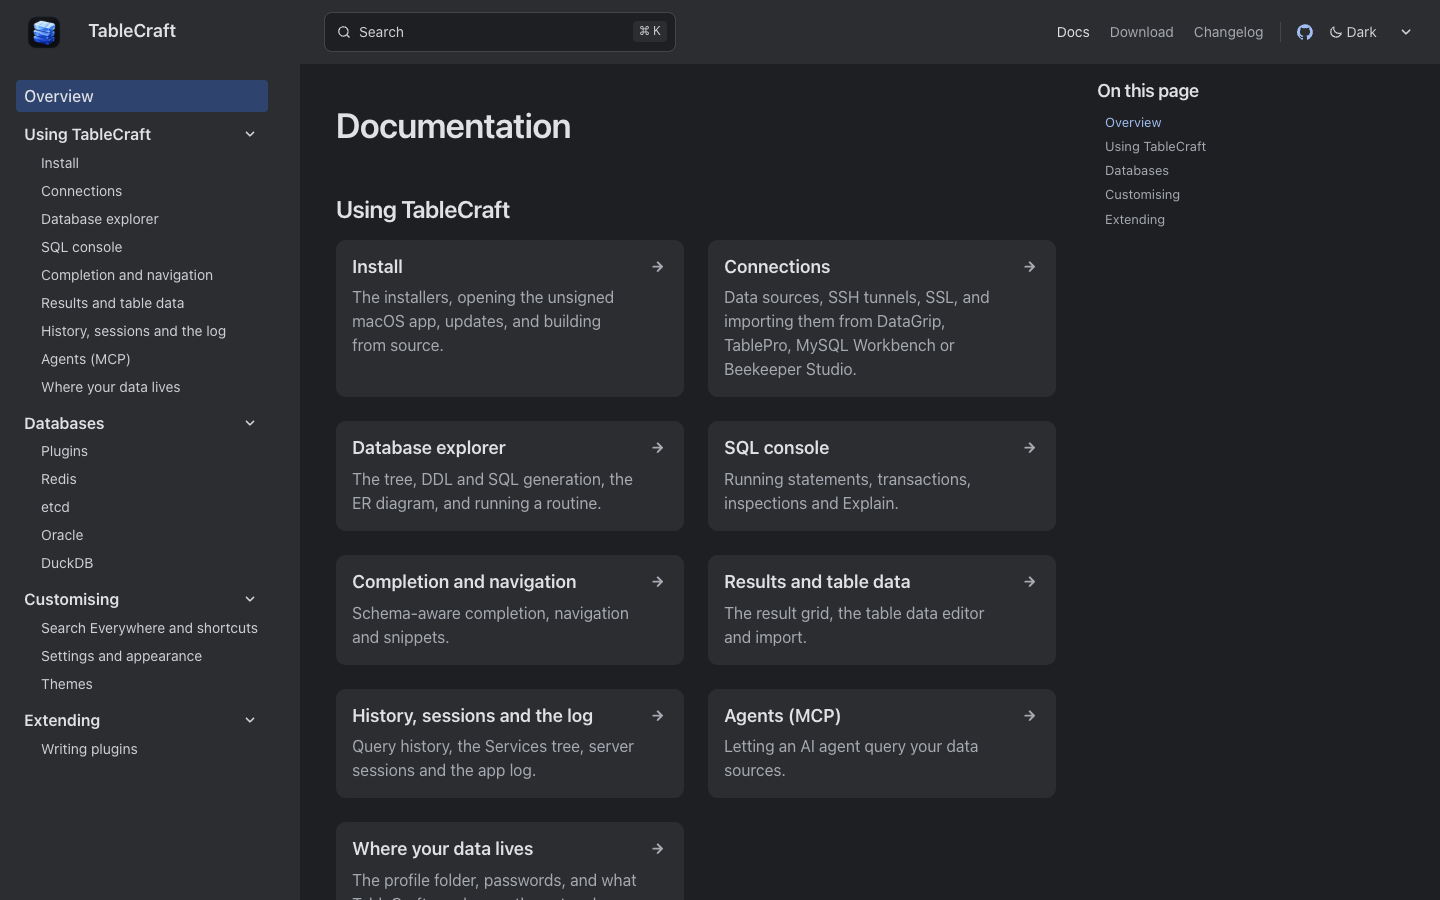 TableCraft
Search
⌘ K
Docs
Download
Changelog
Dark
Overview
Using TableCraft
Install
Connections
Database explorer
SQL console
Completion and navigation
Results and table data
History, sessions and the log
Agents (MCP)
Where your data lives
Databases
Plugins
Redis
etcd
Oracle
DuckDB
Customising
Search Everywhere and shortcuts
Settings and appearance
Themes
Extending
Writing plugins
Documentation
Using TableCraft
Install
The installers, opening the unsigned
macOS app, updates, and building
from source.
Connections
Data sources, SSH tunnels, SSL, and
importing them from DataGrip,
TablePro, MySQL Workbench or
Beekeeper Studio.
Database explorer
The tree, DDL and SQL generation, the
ER diagram, and running a routine.
SQL console
Running statements, transactions,
inspections and Explain.
Completion and navigation
Schema-aware completion, navigation
and snippets.
Results and table data
The result grid, the table data editor
and import.
History, sessions and the log
Query history, the Services tree, server
sessions and the app log.
Agents (MCP)
Letting an AI agent query your data
sources.
Where your data lives
The profile folder, passwords, and what
On this page
Overview
Using TableCraft
Databases
Customising
Extending